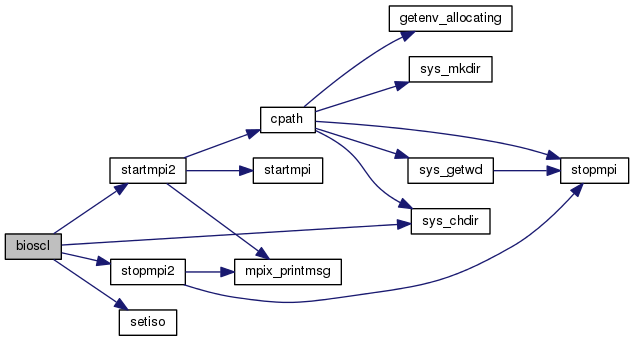 getenv_allocating
sys_mkdir
cpath
startmpi2
startmpi
sys_getwd
stopmpi
sys_chdir
bioscl
stopmpi2
mpix_printmsg
setiso